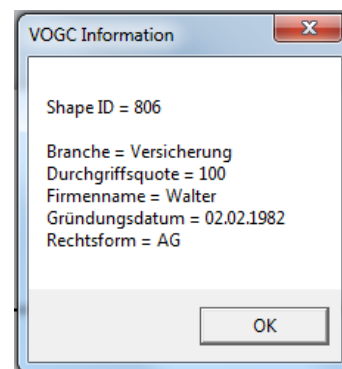 VOGC Information
Shape ID = 806
Branche = Versicherung
Durchgriffsquote = 100
Firmenname = Walter
Gründungsdatum = 02.02.1982
Rechtsform = AG
OK